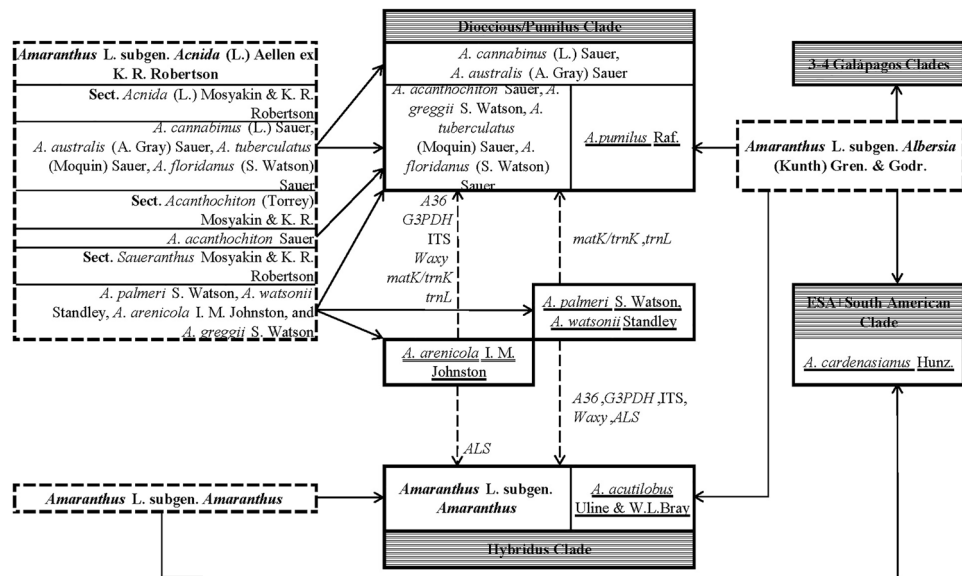 Amaranthus L. subgen. Acnida (L.) Aellen ex
K. R. Robertson
Sect. Acnida (L.) Mosyakin & K. R.
Robertson
A. cannabinus (L.) Sauer,
A. australis (A. Gray) Sauer, A. tuberculatus
(Moquin) Sauer, A. floridanus (S. Watson)
Sauer
Sect. Acanthochiton (Torrey)
Mosyakin & K. R.
A. acanthochiton Sauer
Sect. Saueranthus Mosyakin & K. R.
Robertson
A. palmeri S. Watson, A. watsonii
Standley, A. arenicola I. M. Johnston, and
A. greggii S. Watson
Dioecious/Pumilus Clade
A. cannabinus (L.) Sauer,
A. australis (A. Gray) Sauer
A. acanthochiton Sauer, A.
greggii S. Watson, A.
tuberculatus
(Moquin) Sauer, A.
floridanus (S. Watson)
Sauer
A.pumilus Raf.
3-4 Galápagos Clades
Amaranthus L. subgen. Albersia
(Kunth) Gren. & Godr.
A36
G3PDH
ITS
Waxy
matK/trnK
trnL
matK/trnK ,trnL
A. palmeri S. Watson,
A. watsonii Standley
A. arenicola I. M.
Johnston
ESA+South American
Clade
A. cardenasianus Hunz.
A36 ,G3PDH ,ITS,
Waxy ,ALS
ALS
Amaranthus L. subgen. Amaranthus
Amaranthus L. subgen.
Amaranthus
A. acutilobus
Uline & W.L.Bray
Hybridus Clade